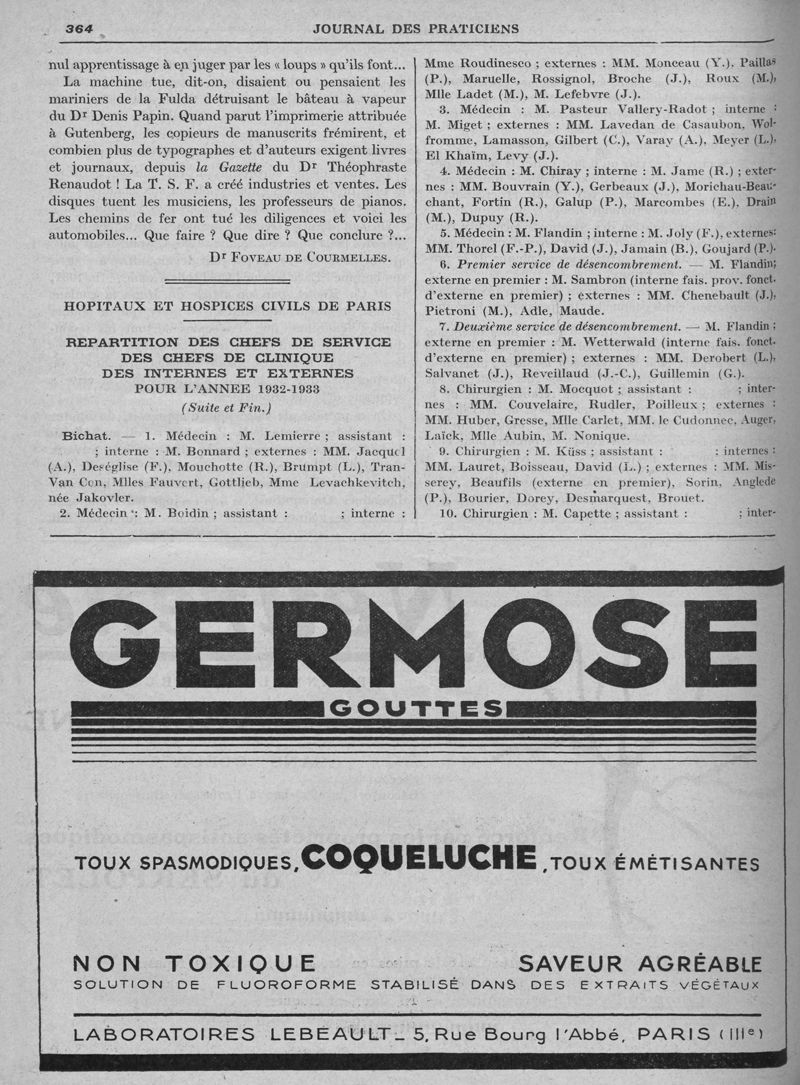 364
JOURNAL DES PRATICIENS
nul apprentissage à en juger par les « loups » qu'ils font...
La machine tue, dit-on, disaient ou pensaient les
mariniers de la Fulda détruisant le bâteau à vapeur
du Dr Denis Papin. Quand parut l'imprimerie attribuée
à Gutenberg, les copieurs de manuscrits frémirent, et
combien plus de typographes et d'auteurs exigent livres
et journaux, depuis la Gazette du Dr Théophraste
Renaudot ! La T. S. F. a créé industries et ventes. Les
disques tuent les musiciens, les professeurs de pianos.
Les chemins de fer ont tué les diligences et voici les
automobiles... Que faire ? Que dire ? Que conclure ?...
Dr FOVEAU DE COURMELLES.
HOPITAUX ET HOSPICES CIVILS DE PARIS
REPARTITION DES CHEFS DE SERVICE
DES CHEFS DE CLINIQUE
DES INTERNES ET EXTERNES
POUR L'ANNEE 1932-1933
(Suite et Fin.)
Bichat. — 1. Médecin : M. Lemierre ; assistant :
; interne : M. Bonnard ; externes : MM. Jacquel
(A.), Deséglise (F.), Mouchotte (R.), Brumpt (L.), Tran-
Van Con, Mlles Fauvert, Gottlieb, Mme Levachkevitch,
née Jakovler.
2. Médecin : M. Boidin ; assistant : ; interne :
Mme Roudinesco ; externes : MM. Monceau (Y.). Paillas
(P.), Maruelle, Rossignol, Broche (J.), Roux (M.),
Mlle Ladet (M.), M. Lefebvre (J.).
3. Médecin : M. Pasteur Vallery-Radot ; interne :
M. Miget ; externes : MM. Lavedan de Casaubon, Wol-
fromme, Lamasson, Gilbert (C.), Varay (A.), Meyer (L.),
El Khaïm, Levy (J.).
4. Médecin : M. Chiray ; interne : M. Jame (R.) ; exter-
nes : MM. Bouvrain (Y.), Gerbeaux (J.), Morichau-Beau-
chant, Fortin (R.), Galup (P.), Marcombes (E.), Drain
(M.), Dupuy (R.).
5. Médecin : M. Flandin ; interne : M. Joly (F.), externes:
MM. Thorel (F.-P.), David (J.), Jamain (B.), Goujard (P.).
6. Premier service de désencombrement. — M. Flandin;
externe en premier : M. Sambron (interne fais. prov. fonct.
d'externe en premier) ; externes : MM. Chenebault (J.),
Pietroni (M.), Adle, Maude.
7. Deuxième service de désencombrement. — M. Flandin ;
externe en premier : M. Wetterwald (interne fais. fonct.
d'externe en premier) ; externes : MM. Derobert (L.),
Salvanet (J.), Reveillaud (J.-C.), Guillemin (G.).
8. Chirurgien : M. Mocquot ; assistant : ; inter-
nes : MM. Couvelaire, Rudler, Poilleux ; externes :
MM. Huber, Gresse, Mlle Carlet, MM. le Cudonnec, Auger,
Laïck, Mlle Aubin, M. Nonique.
9. Chirurgien : M. Küss ; assistant : ; internes :
MM. Lauret, Boisseau, David (L.) ; externes : MM. Mis-
serey, Beaufils (externe en premier), Sorin, Anglede
(P.), Bourier, Dorey, Desmarquest, Brouet.
10. Chirurgien : M. Capette ; assistant : ; inter-
GERMOSE
GOUTTES
TOUX SPASMODIQUES, COQUELUCHE, TOUX ÉMÉTISANTES
NON TOXIQUE SAVEUR AGRÉABLE
SOLUTION DE FLUOROFORME STABILISÉ DANS DES EXTRAITS VÉGÉTAUX
LABORATOIRES LEBEAULT_ 5, Rue Bourg l'Abbé, PARIS (IIIe)